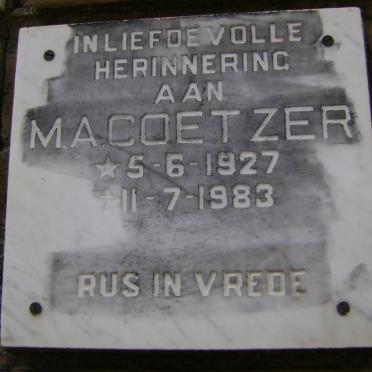 IN LIEFDEVOLLE
HERINNERING
AAN
M.A. COETZER
★ 5-6-1927
† 11-7-1983
RUS IN VREDE